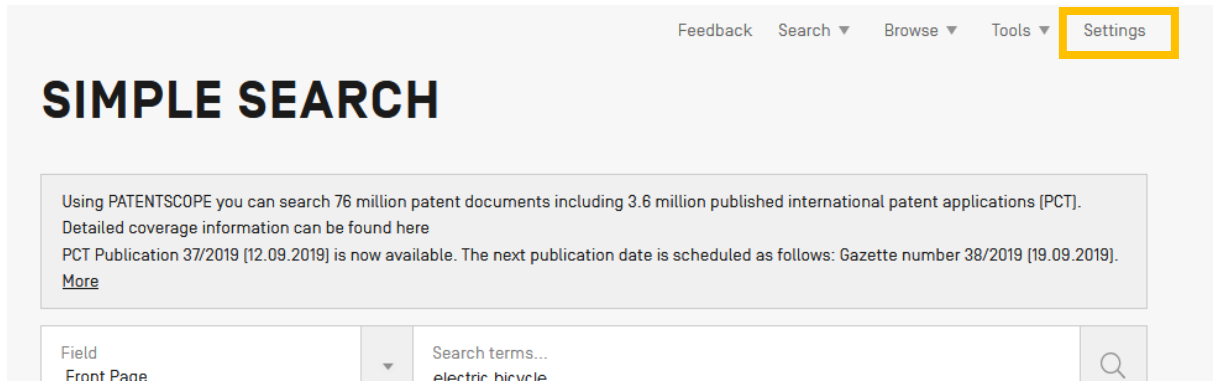 Feedback Search Browse Tools Settings
SIMPLE SEARCH
Using PATENTSCOPE you can search 76 million patent documents including 3.6 million published international patent applications (PCT).
Detailed coverage information can be found here
PCT Publication 37/2019 [12.09.2019] is now available. The next publication date is scheduled as follows: Gazette number 38/2019 [19.09.2019].
More
Field
Front Page
Search terms...
electric bicycle